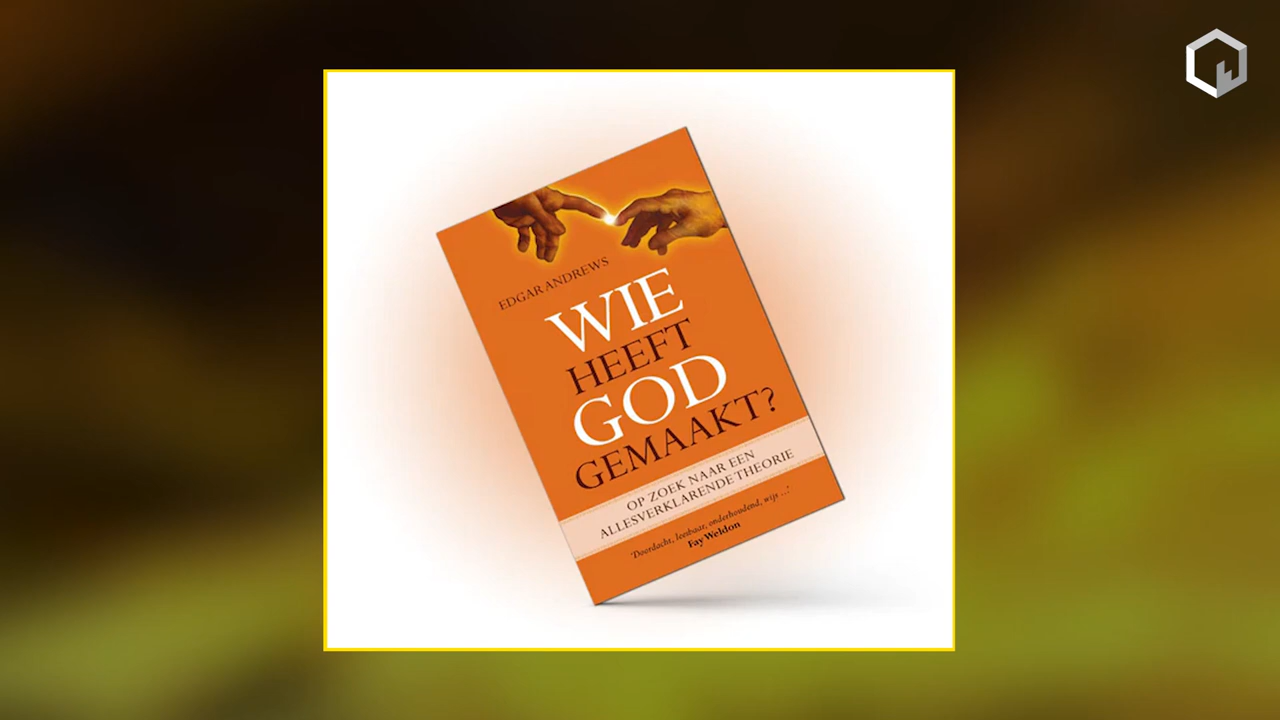 EDGAR ANDREWS
WIE
HEEFT
GOD
GEMAAKT?
OP ZOEK NAAR EEN
ALLESVERKLARENDE THEORIE
'Doordacht, leesbaar, onderhoudend, wijs ...'
Fay Weldon